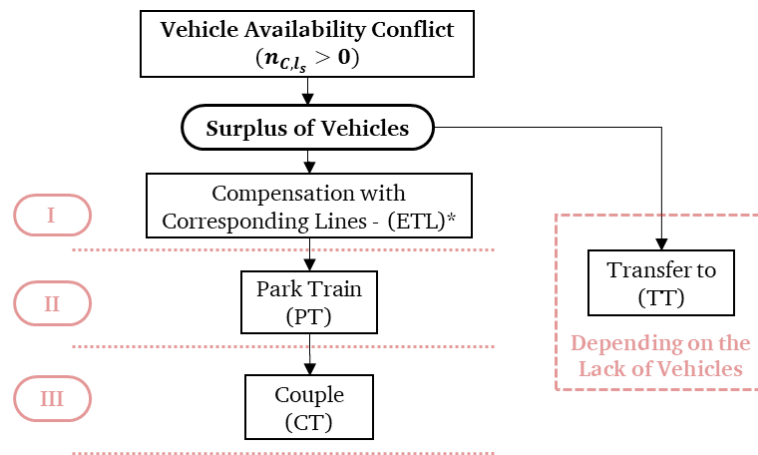 Vehicle Availability Conflict
(n_{C,l_s} > 0)
Surplus of Vehicles
I
Compensation with
Corresponding Lines - (ETL)*
II
Park Train
(PT)
III
Couple
(CT)
Transfer to
(TT)
Depending on the
Lack of Vehicles